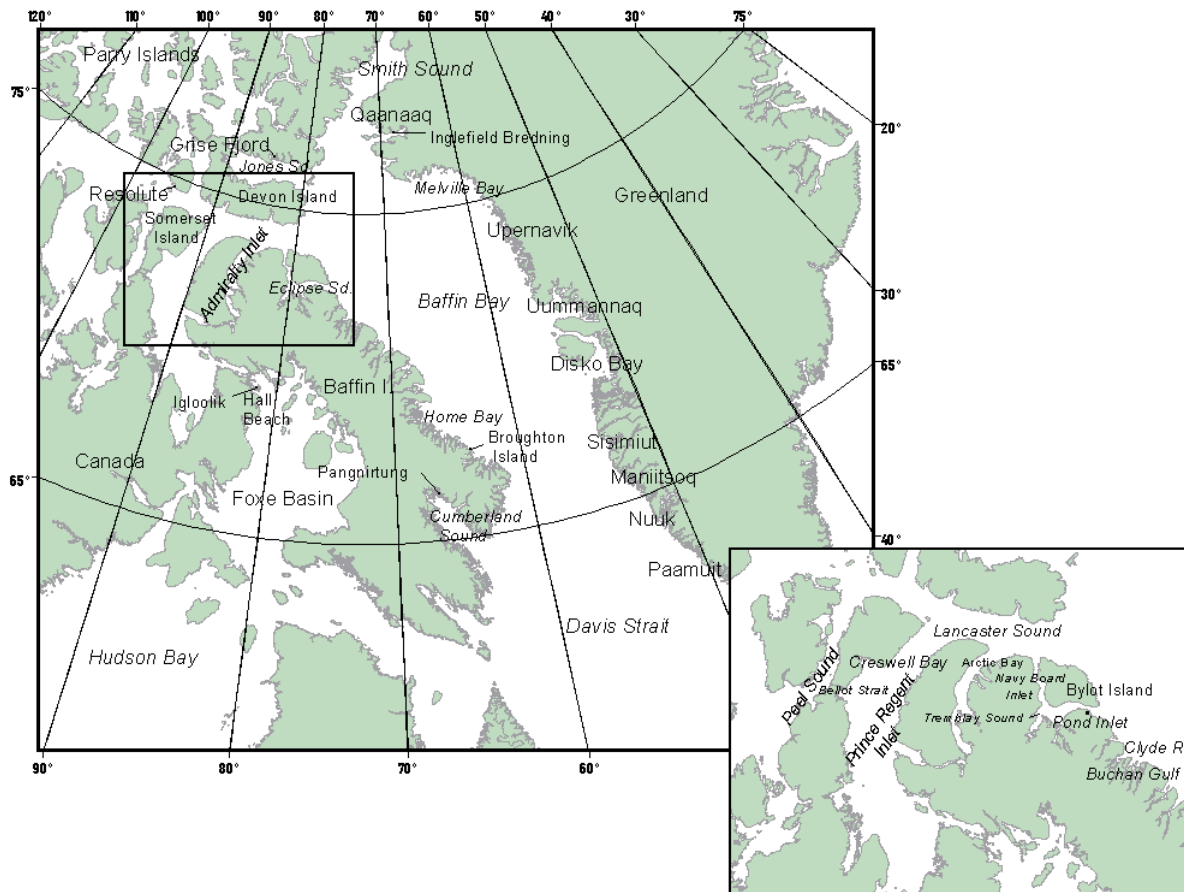 120° 110° 100° 90° 80° 70° 60° 50° 40° 30° 75°
Parry Islands
Smith Sound
75°
Qaanaaq
20°
Inglefield Bredning
Grise Fjord
Jones Sd.
Melville Bay
Resolute
Devon Island
Greenland
Somerset
Island
Upernavik
Admiralty Inlet
Eclipse Sd.
Baffin Bay
30°
Uummannaq
Disko Bay
65°
Baffin I.
Igloolik
Hall
Beach
Home Bay
Broughton
Island
Sisimiut
Canada
Pangnirtung
Maniitsoq
65°
Foxe Basin
Cumberland
Sound
Nuuk
40°
Paamuit
Davis Strait
Hudson Bay
90° 80° 70° 60
Lancaster Sound
Peel Sound
Creswell Bay
Arctic Bay
Navy Board
Inlet
Bellot Strait
Bylot Island
Prince Regent
Inlet
Tremblay Sound
Pond Inlet
Clyde R
Buchan Gulf